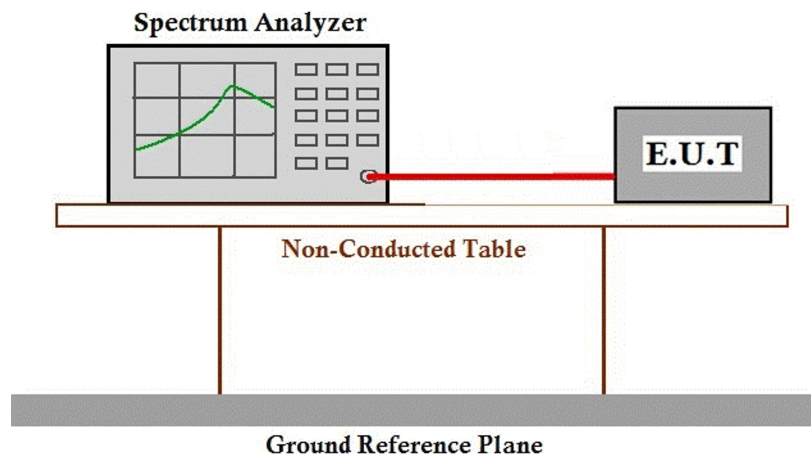 Spectrum Analyzer
E.U.T
Non-Conducted Table
Ground Reference Plane